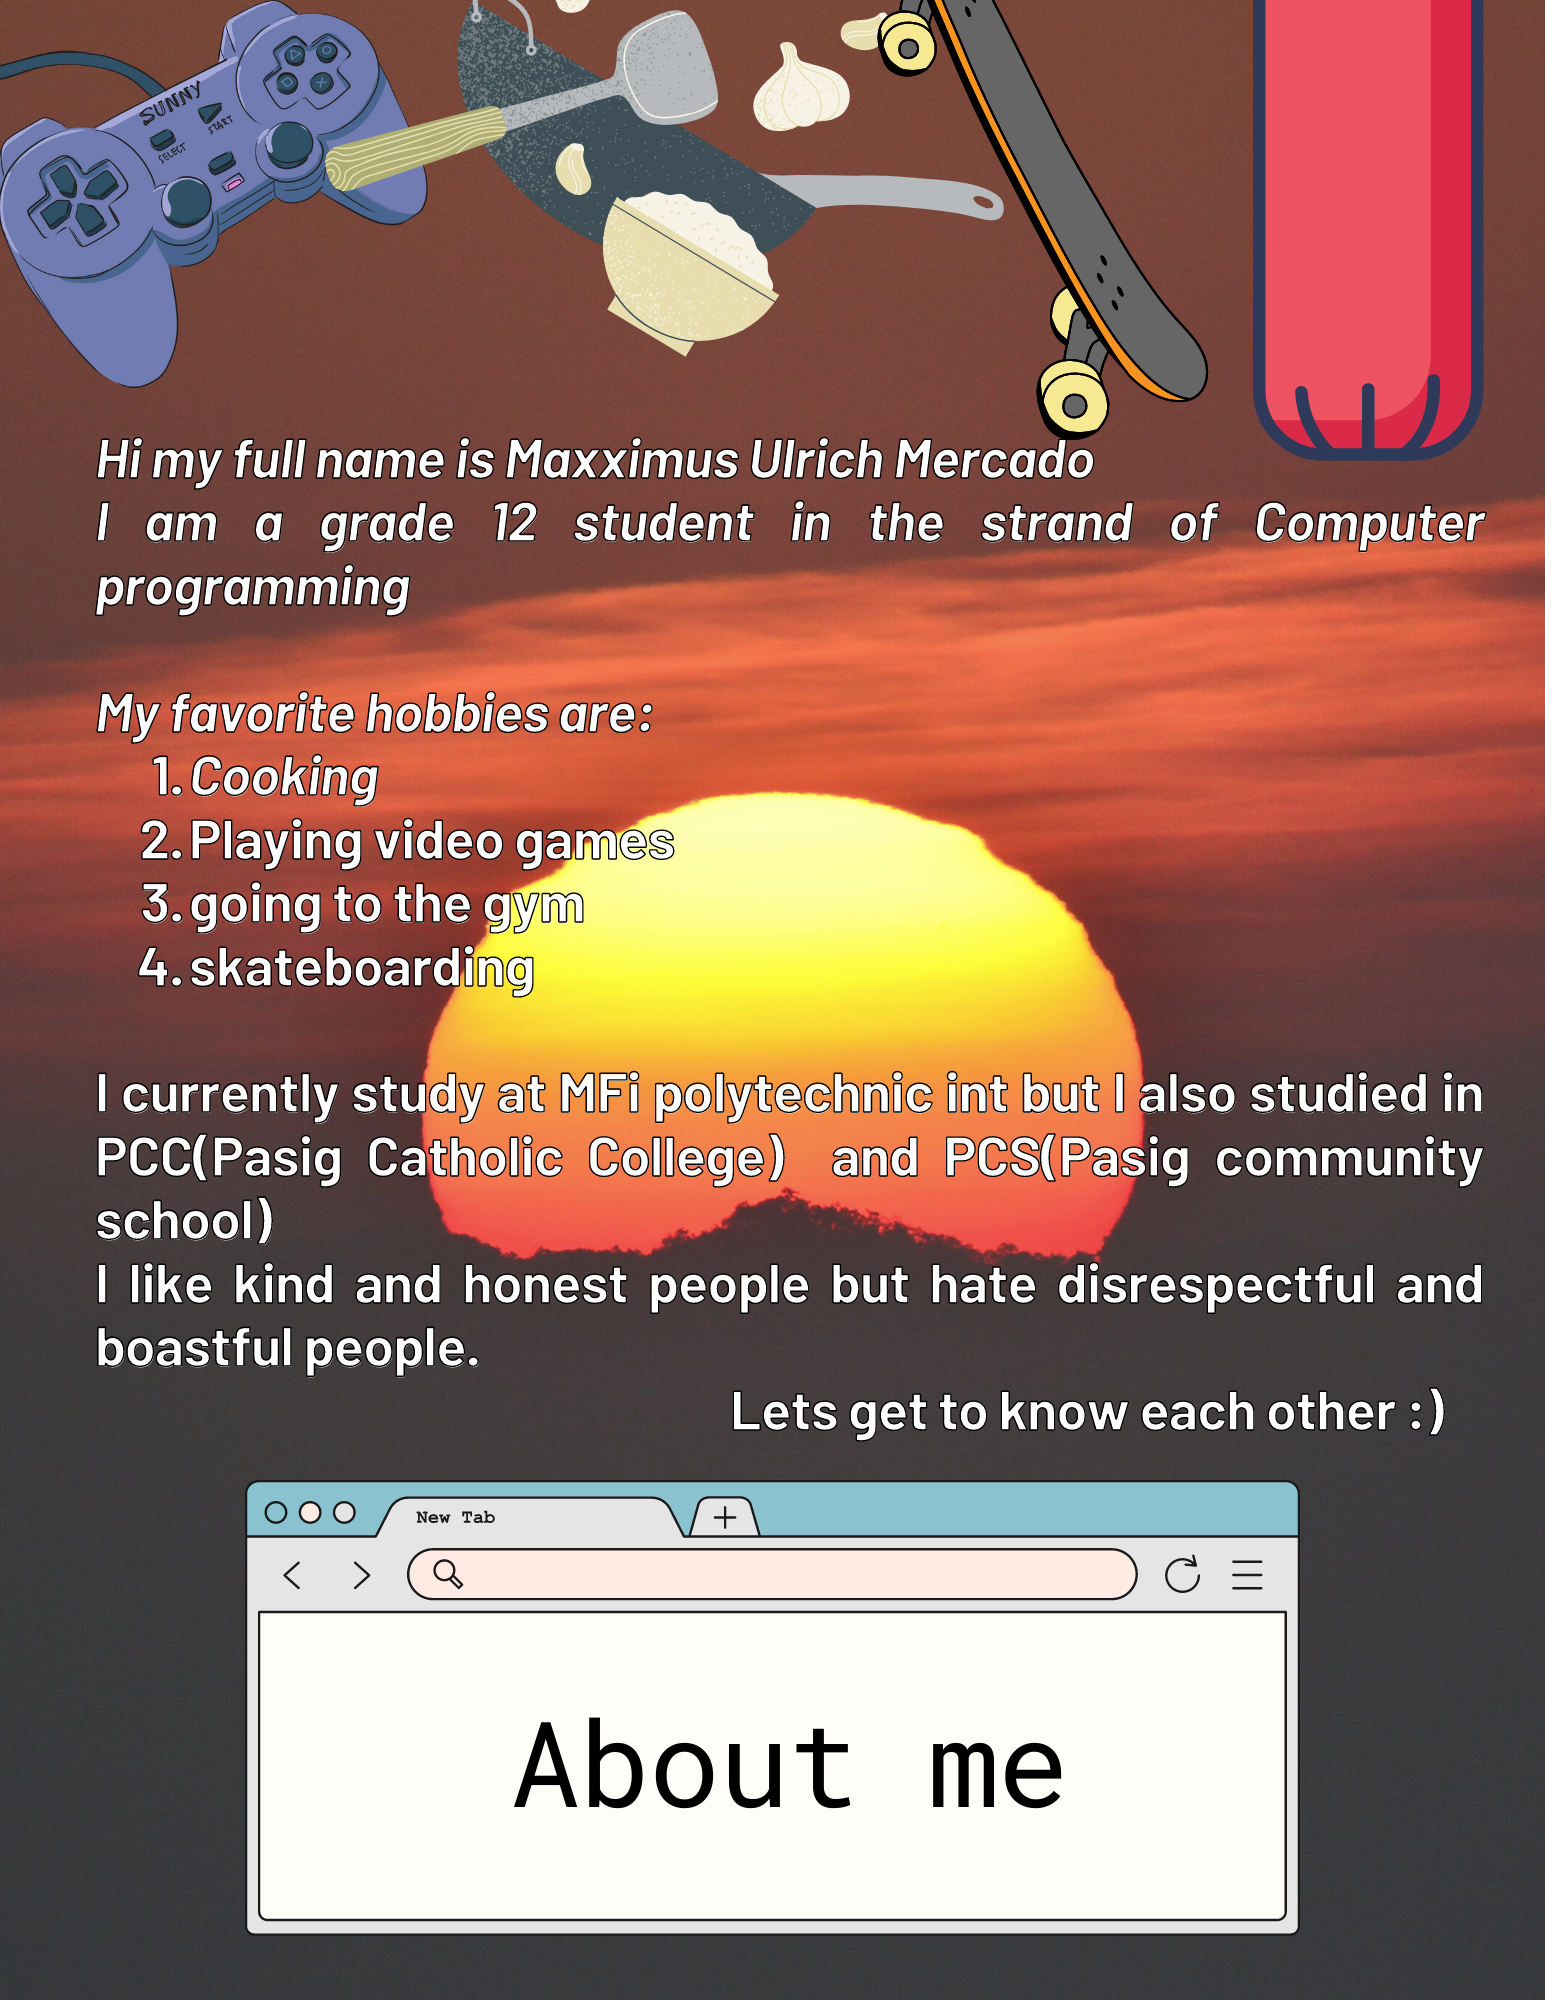 SUNNY
SELECT
START
Hi my full name is Maxximus Ulrich Mercado
I am a grade 12 student in the strand of Computer
programming
My favorite hobbies are:
1. Cooking
2. Playing video games
3. going to the gym
4. skateboarding
I currently study at MFi polytechnic int but I also studied in
PCC(Pasig Catholic College) and PCS(Pasig community
school)
I like kind and honest people but hate disrespectful and
boastful people.
Lets get to know each other :)
New Tab
About me